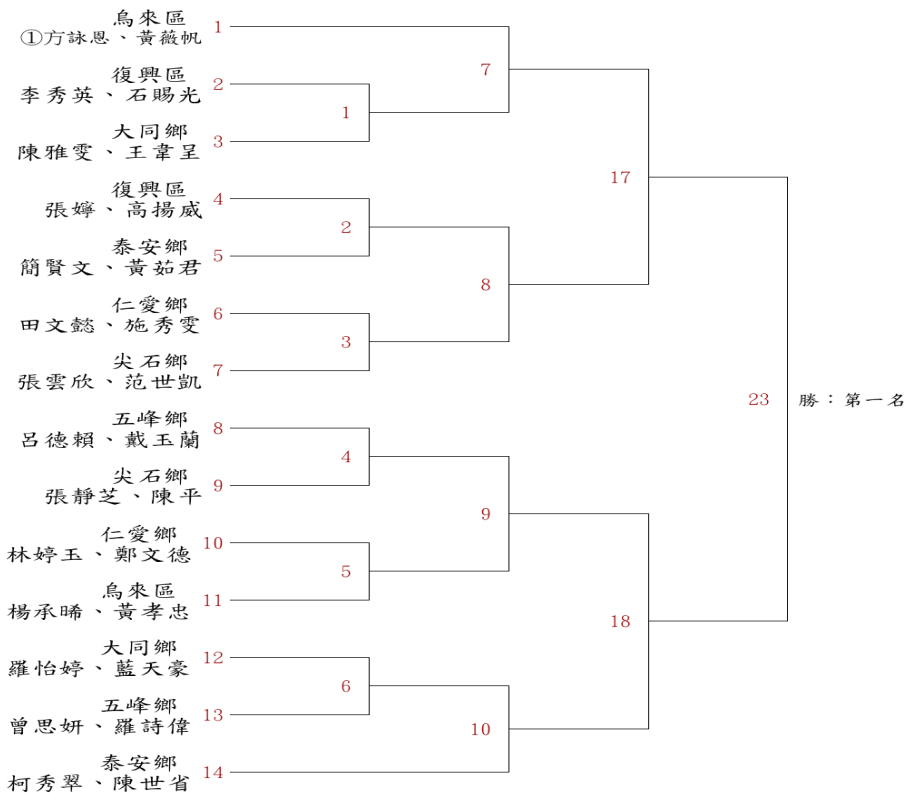 烏來區
①方詠恩、黃薇帆 1
7
復興區
李秀英、石賜光 2
1
大同鄉
陳雅雯、王韋呈 3
17
復興區
張嬣、高揚威 4
2
泰安鄉
簡賢文、黃茹君 5
8
仁愛鄉
田文懿、施秀雯 6
3
尖石鄉
張雲欣、范世凱 7
23 勝：第一名
五峰鄉
呂德賴、戴玉蘭 8
4
尖石鄉
張靜芝、陳平 9
9
仁愛鄉
林婷玉、鄭文德 10
5
烏來區
楊承晞、黃孝忠 11
18
大同鄉
羅怡婷、藍天豪 12
6
五峰鄉
曾思妍、羅詩偉 13
10
泰安鄉
柯秀翠、陳世省 14